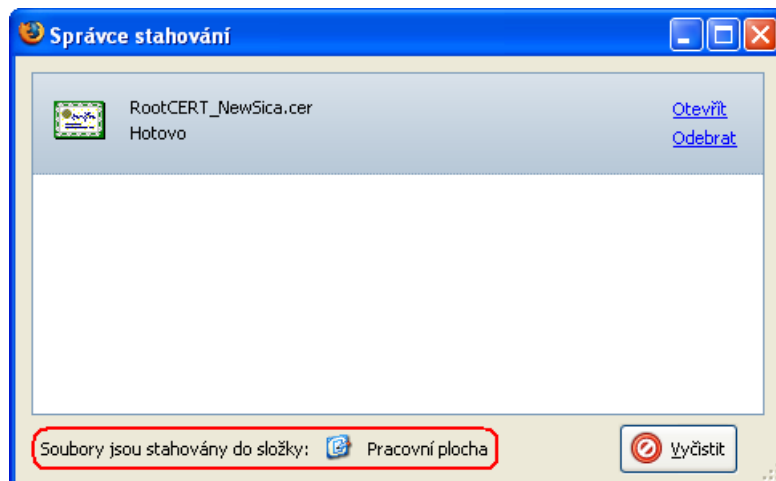 Správce stahování
RootCERT_NewSica.cer
Otevřít
Hotovo
Odebrat
Soubory jsou stahovány do složky: Pracovní plocha
Vyčistit